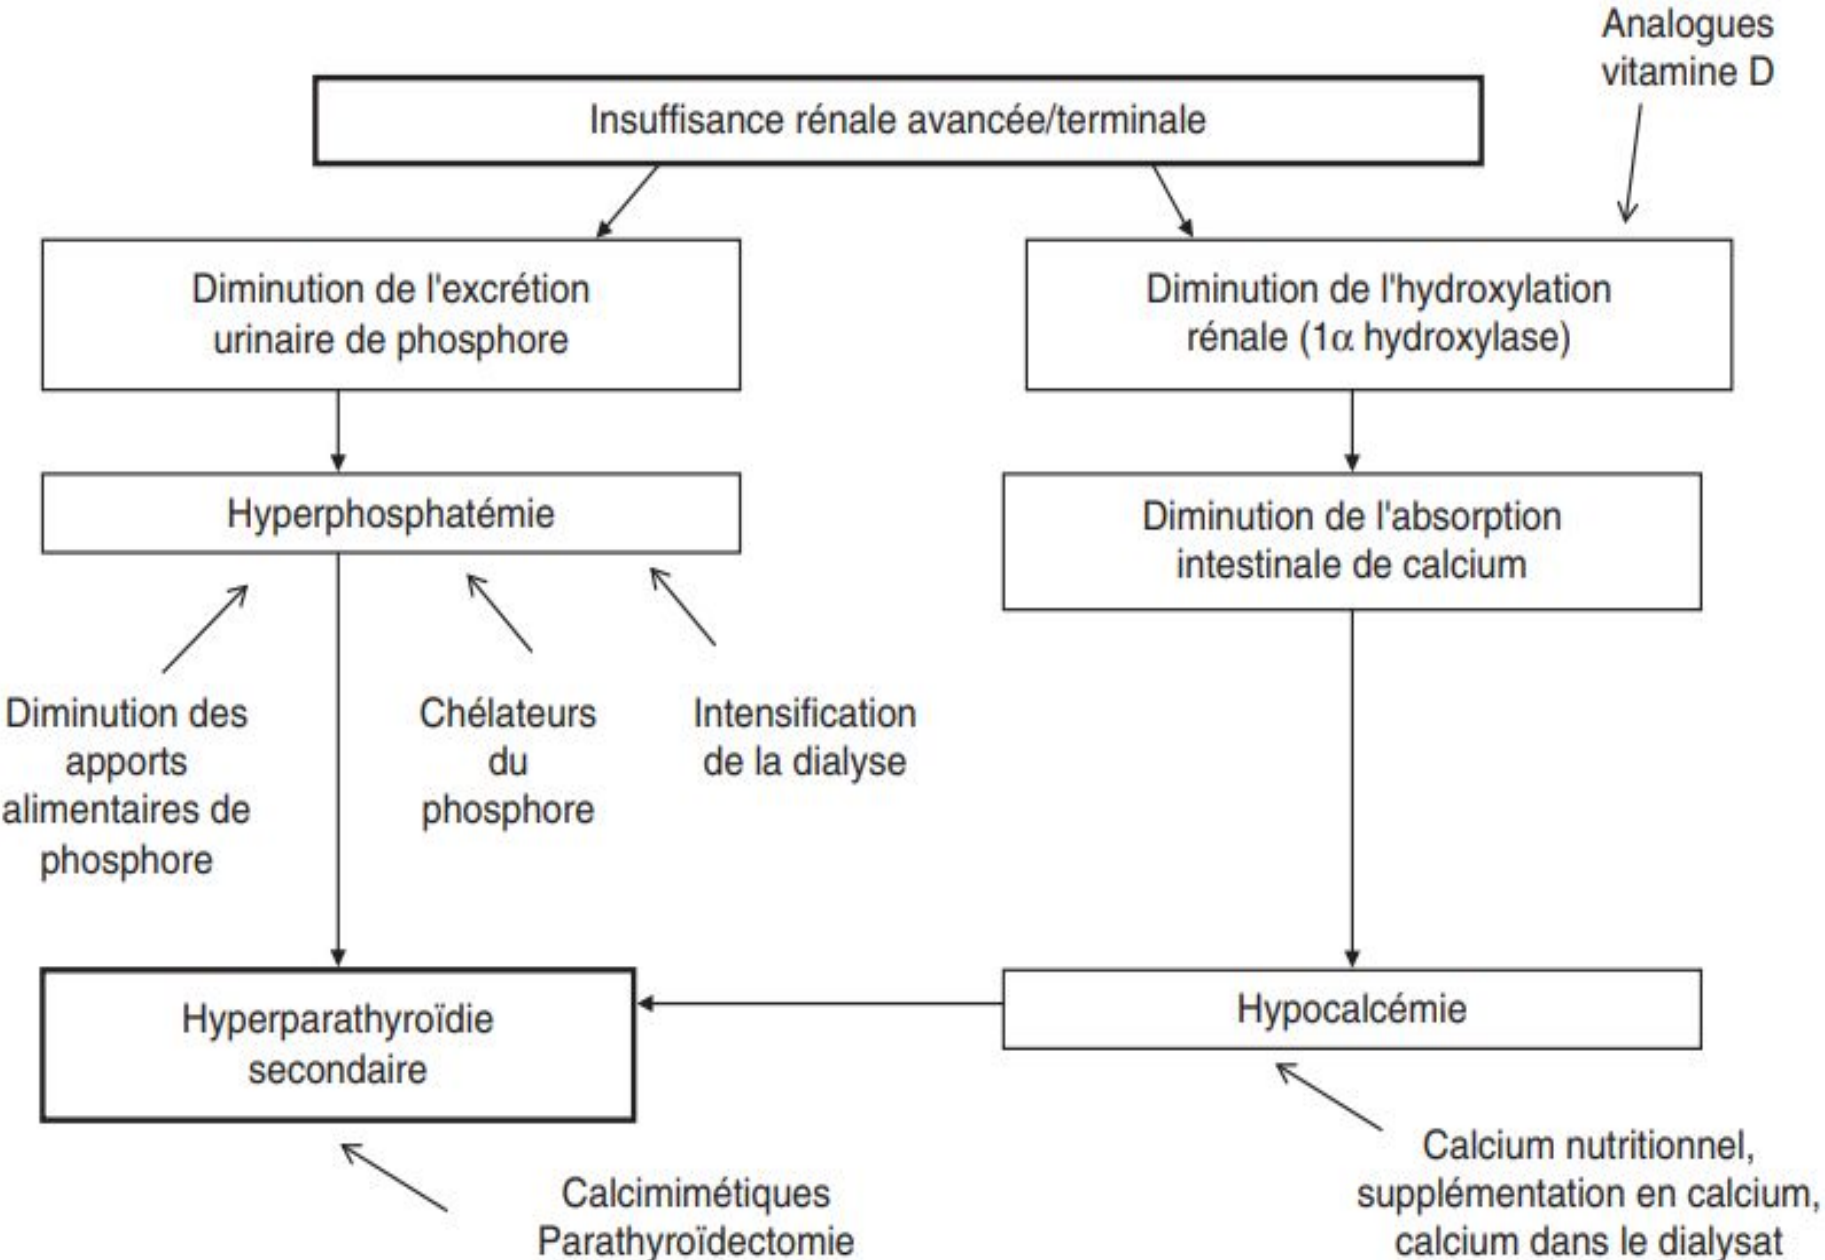 Analogues
vitamine D
Insuffisance rénale avancée/terminale
Diminution de l'excrétion
urinaire de phosphore
Diminution de l'hydroxylation
rénale (1α hydroxylase)
Hyperphosphatémie
Diminution de l'absorption
intestinale de calcium
Diminution des
apports
alimentaires de
phosphore
Chélateurs
du
phosphore
Intensification
de la dialyse
Hyperparathyroïdie
secondaire
Hypocalcémie
Calcimimétiques
Parathyroïdectomie
Calcium nutritionnel,
supplémentation en calcium,
calcium dans le dialysat